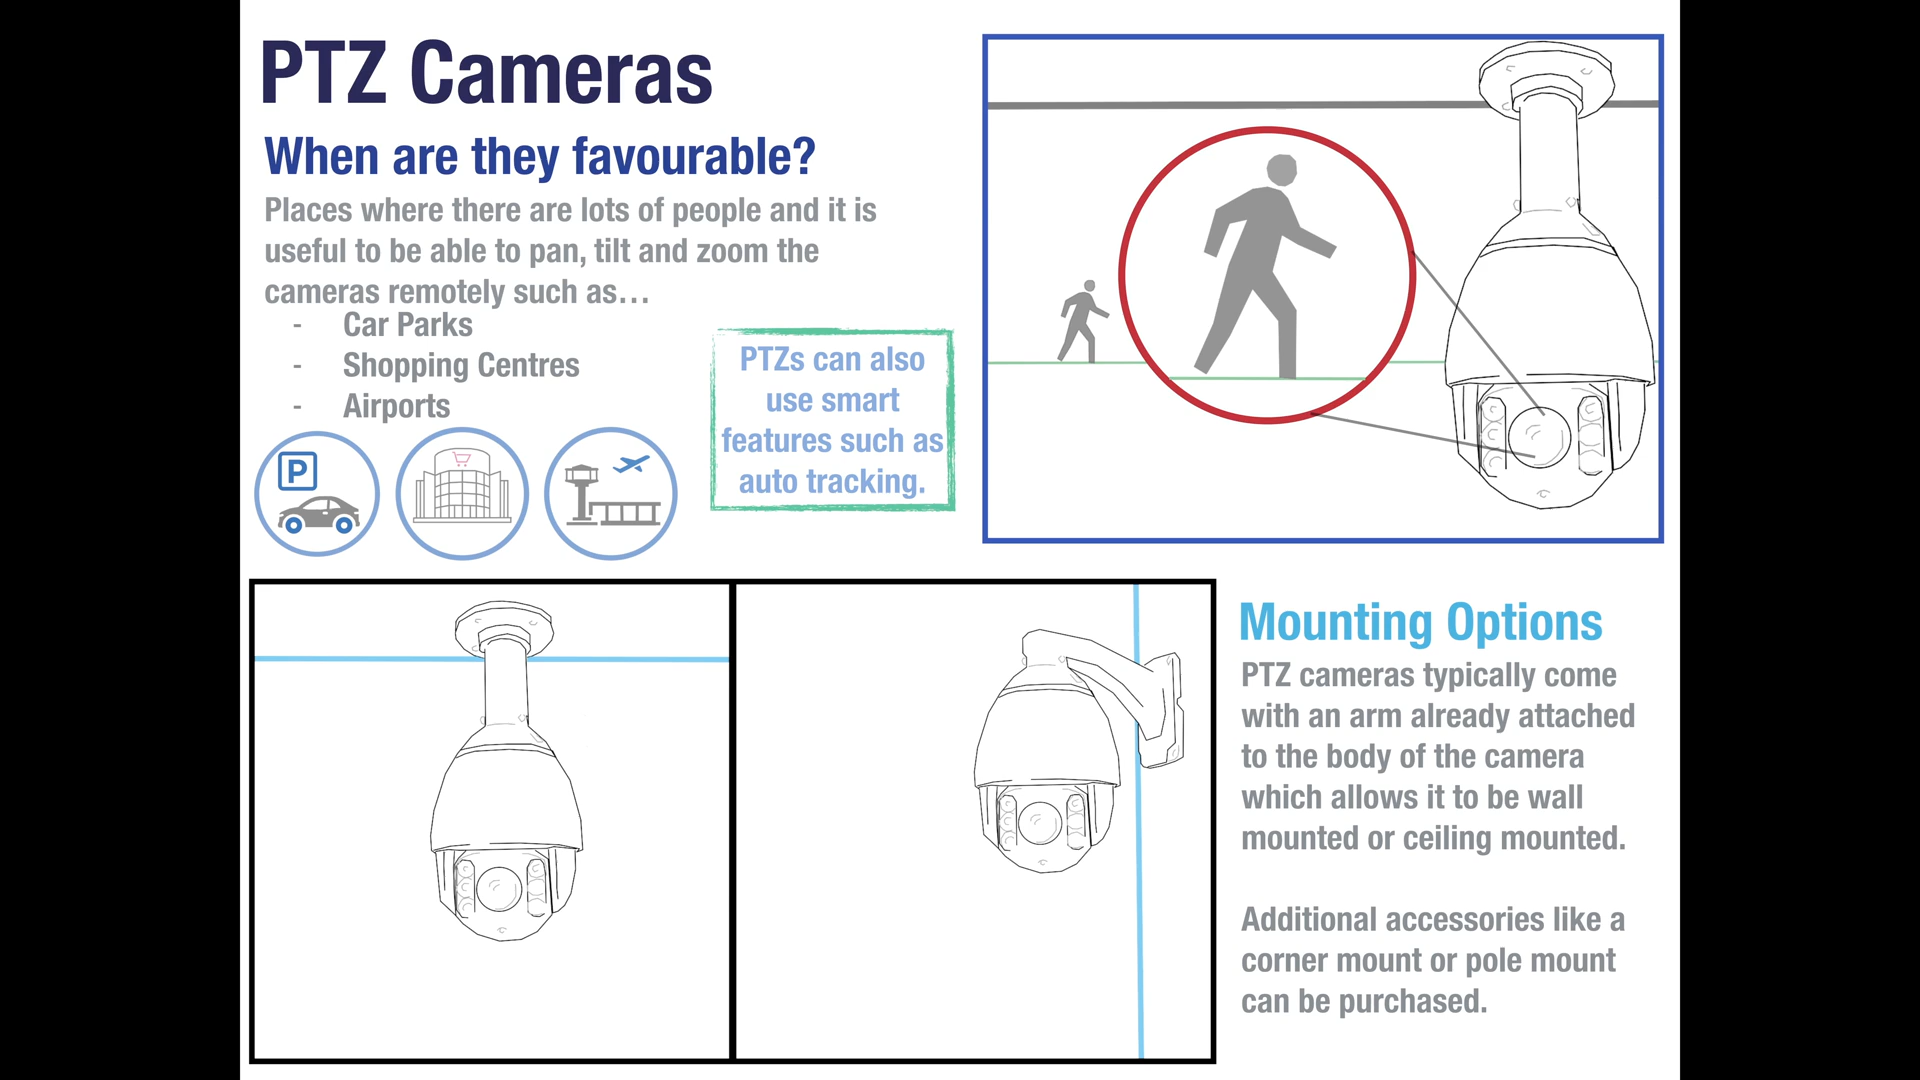 PTZ Cameras
When are they favourable?
Places where there are lots of people and it is
useful to be able to pan, tilt and zoom the
cameras remotely such as…
- Car Parks
- Shopping Centres
- Airports
P
PTZs can also
use smart
features such as
auto tracking.
Mounting Options
PTZ cameras typically come
with an arm already attached
to the body of the camera
which allows it to be wall
mounted or ceiling mounted.
Additional accessories like a
corner mount or pole mount
can be purchased.